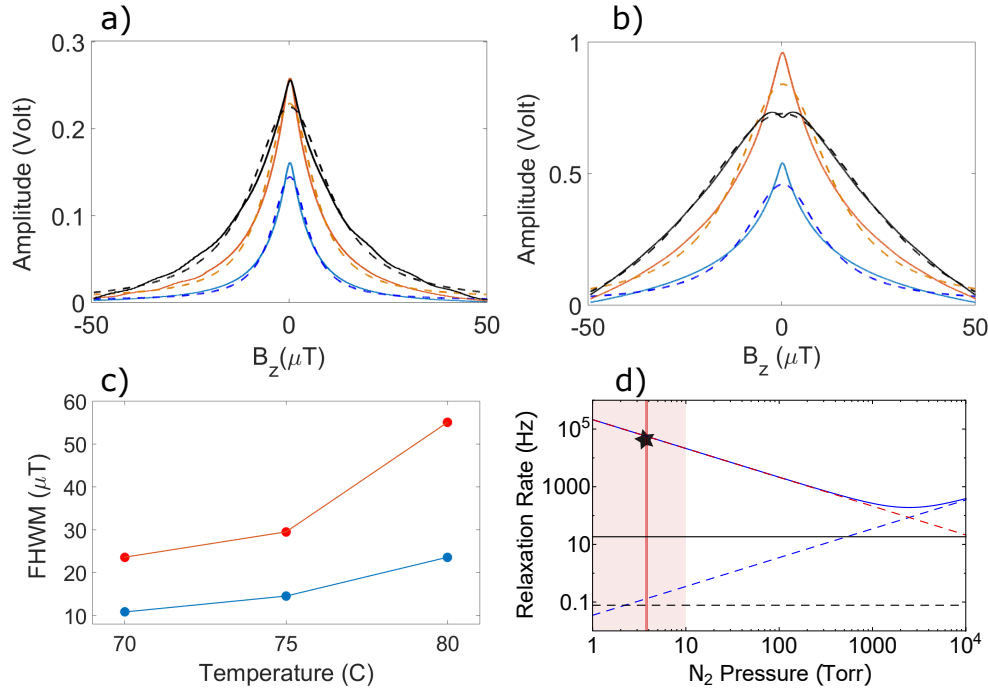 a)
0.3
0.2
0.1
0
Amplitude (Volt)
-50
0
50
B_z(μT)
b)
1
0.5
0
Amplitude (Volt)
-50
0
50
B_z (μT)
c)
60
50
40
30
20
10
FHWM (μT)
70
75
80
Temperature (C)
d)
10^5
1000
10
0.1
Relaxation Rate (Hz)
1
10
100
1000
10^4
N_2 Pressure (Torr)